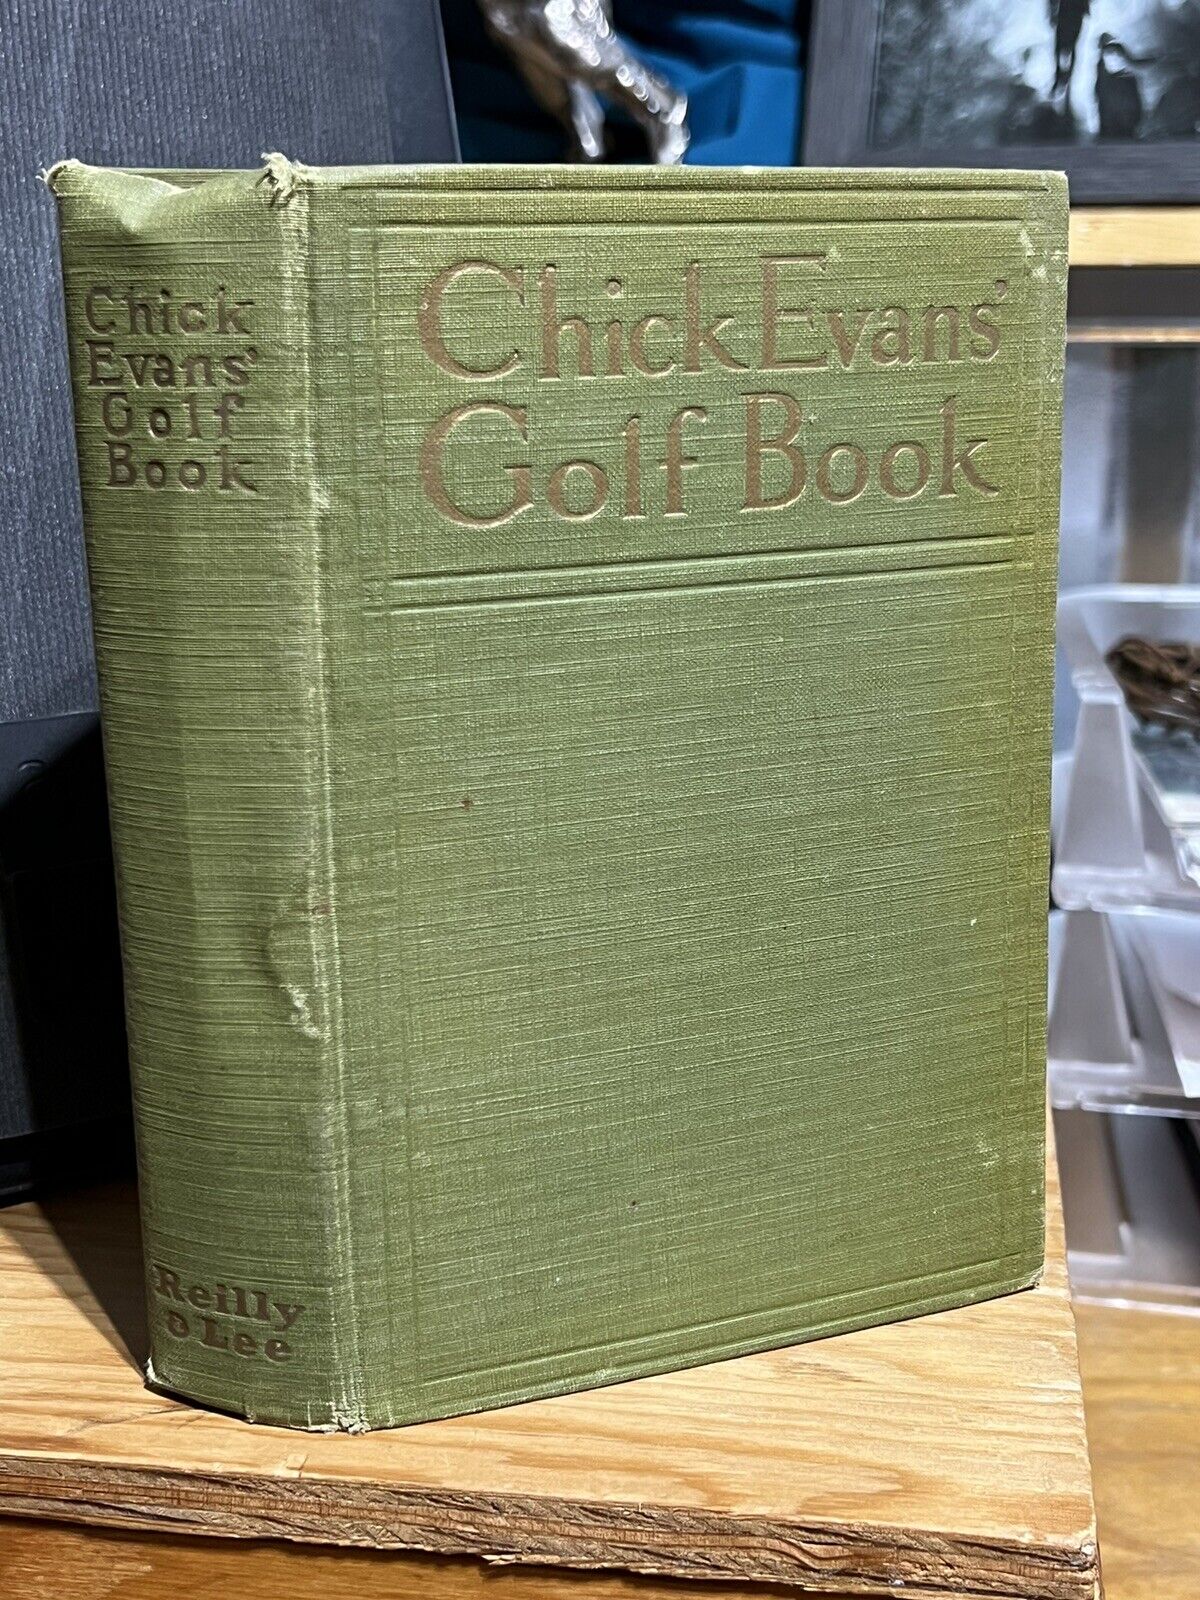 Chick
Evans'
Golf
Book
Reilly
& Lee
Chick Evans'
Golf Book